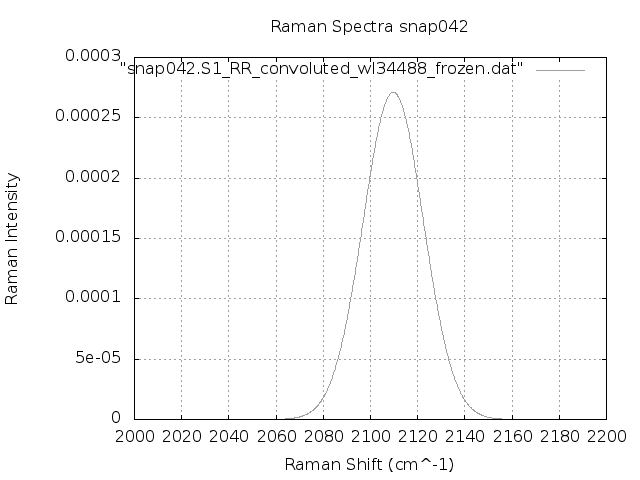 Raman Spectra snap042
"snap042.S1_RR_convoluted_wl34488_frozen.dat"
0.0003
0.00025
0.0002
0.00015
0.0001
5e-05
0
2000 2020 2040 2060 2080 2100 2120 2140 2160 2180 2200
Raman Intensity
Raman Shift (cm^-1)